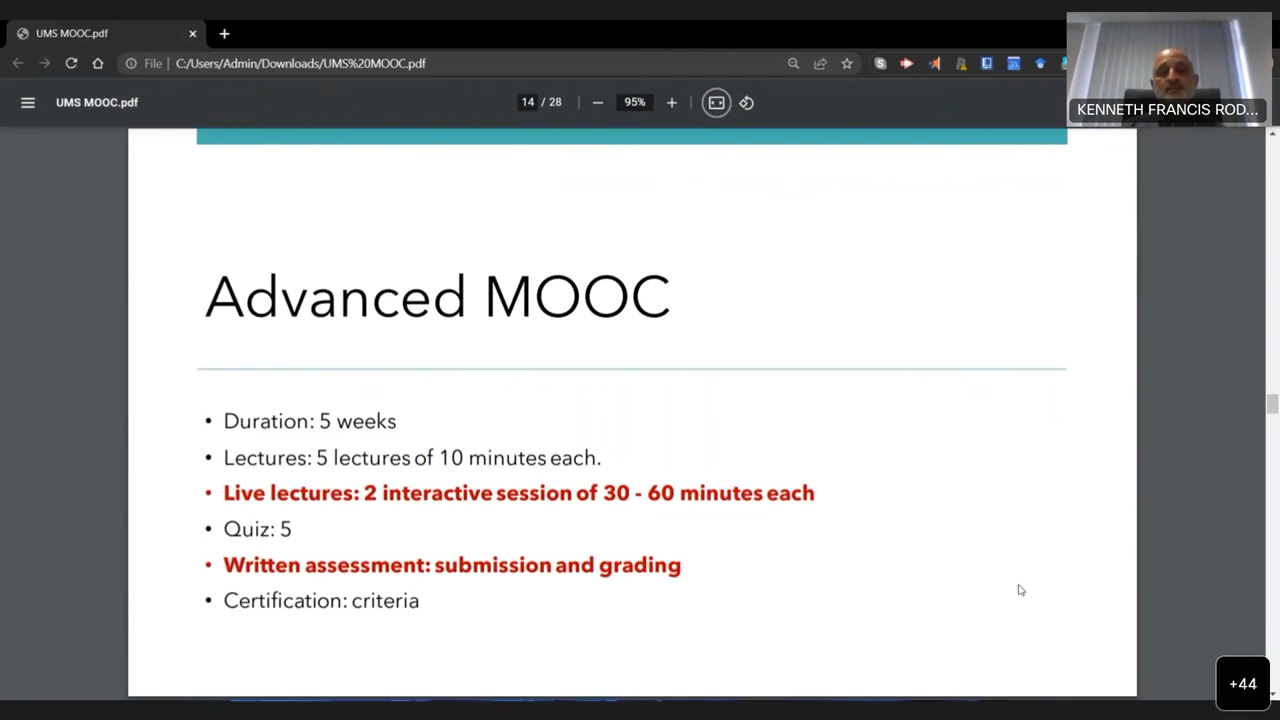 UMS MOOC.pdf
File
C:/Users/Admin/Downloads/UMS%20MOOC.pdf
UMS MOOC.pdf
14 / 28
95%
KENNETH FRANCIS ROD...
Advanced MOOC
• Duration: 5 weeks
• Lectures: 5 lectures of 10 minutes each.
• Live lectures: 2 interactive session of 30 - 60 minutes each
• Quiz: 5
• Written assessment: submission and grading
• Certification: criteria
+44